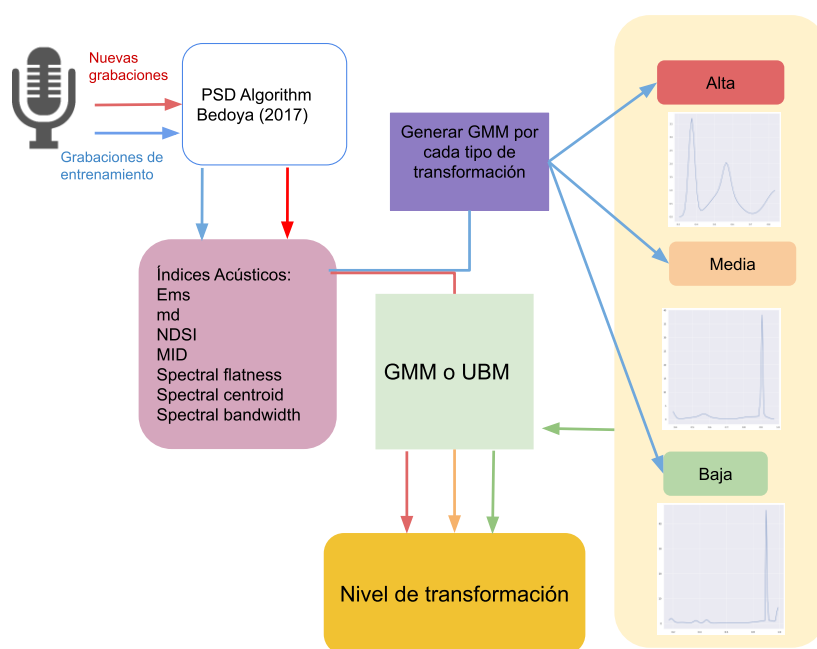 Nuevas
grabaciones
Grabaciones de
entrenamiento
PSD Algorithm
Bedoya (2017)
Generar GMM por
cada tipo de
transformación
Alta
Media
Baja
Índices Acústicos:
Ems
md
NDSI
MID
Spectral flatness
Spectral centroid
Spectral bandwidth
GMM o UBM
Nivel de transformación